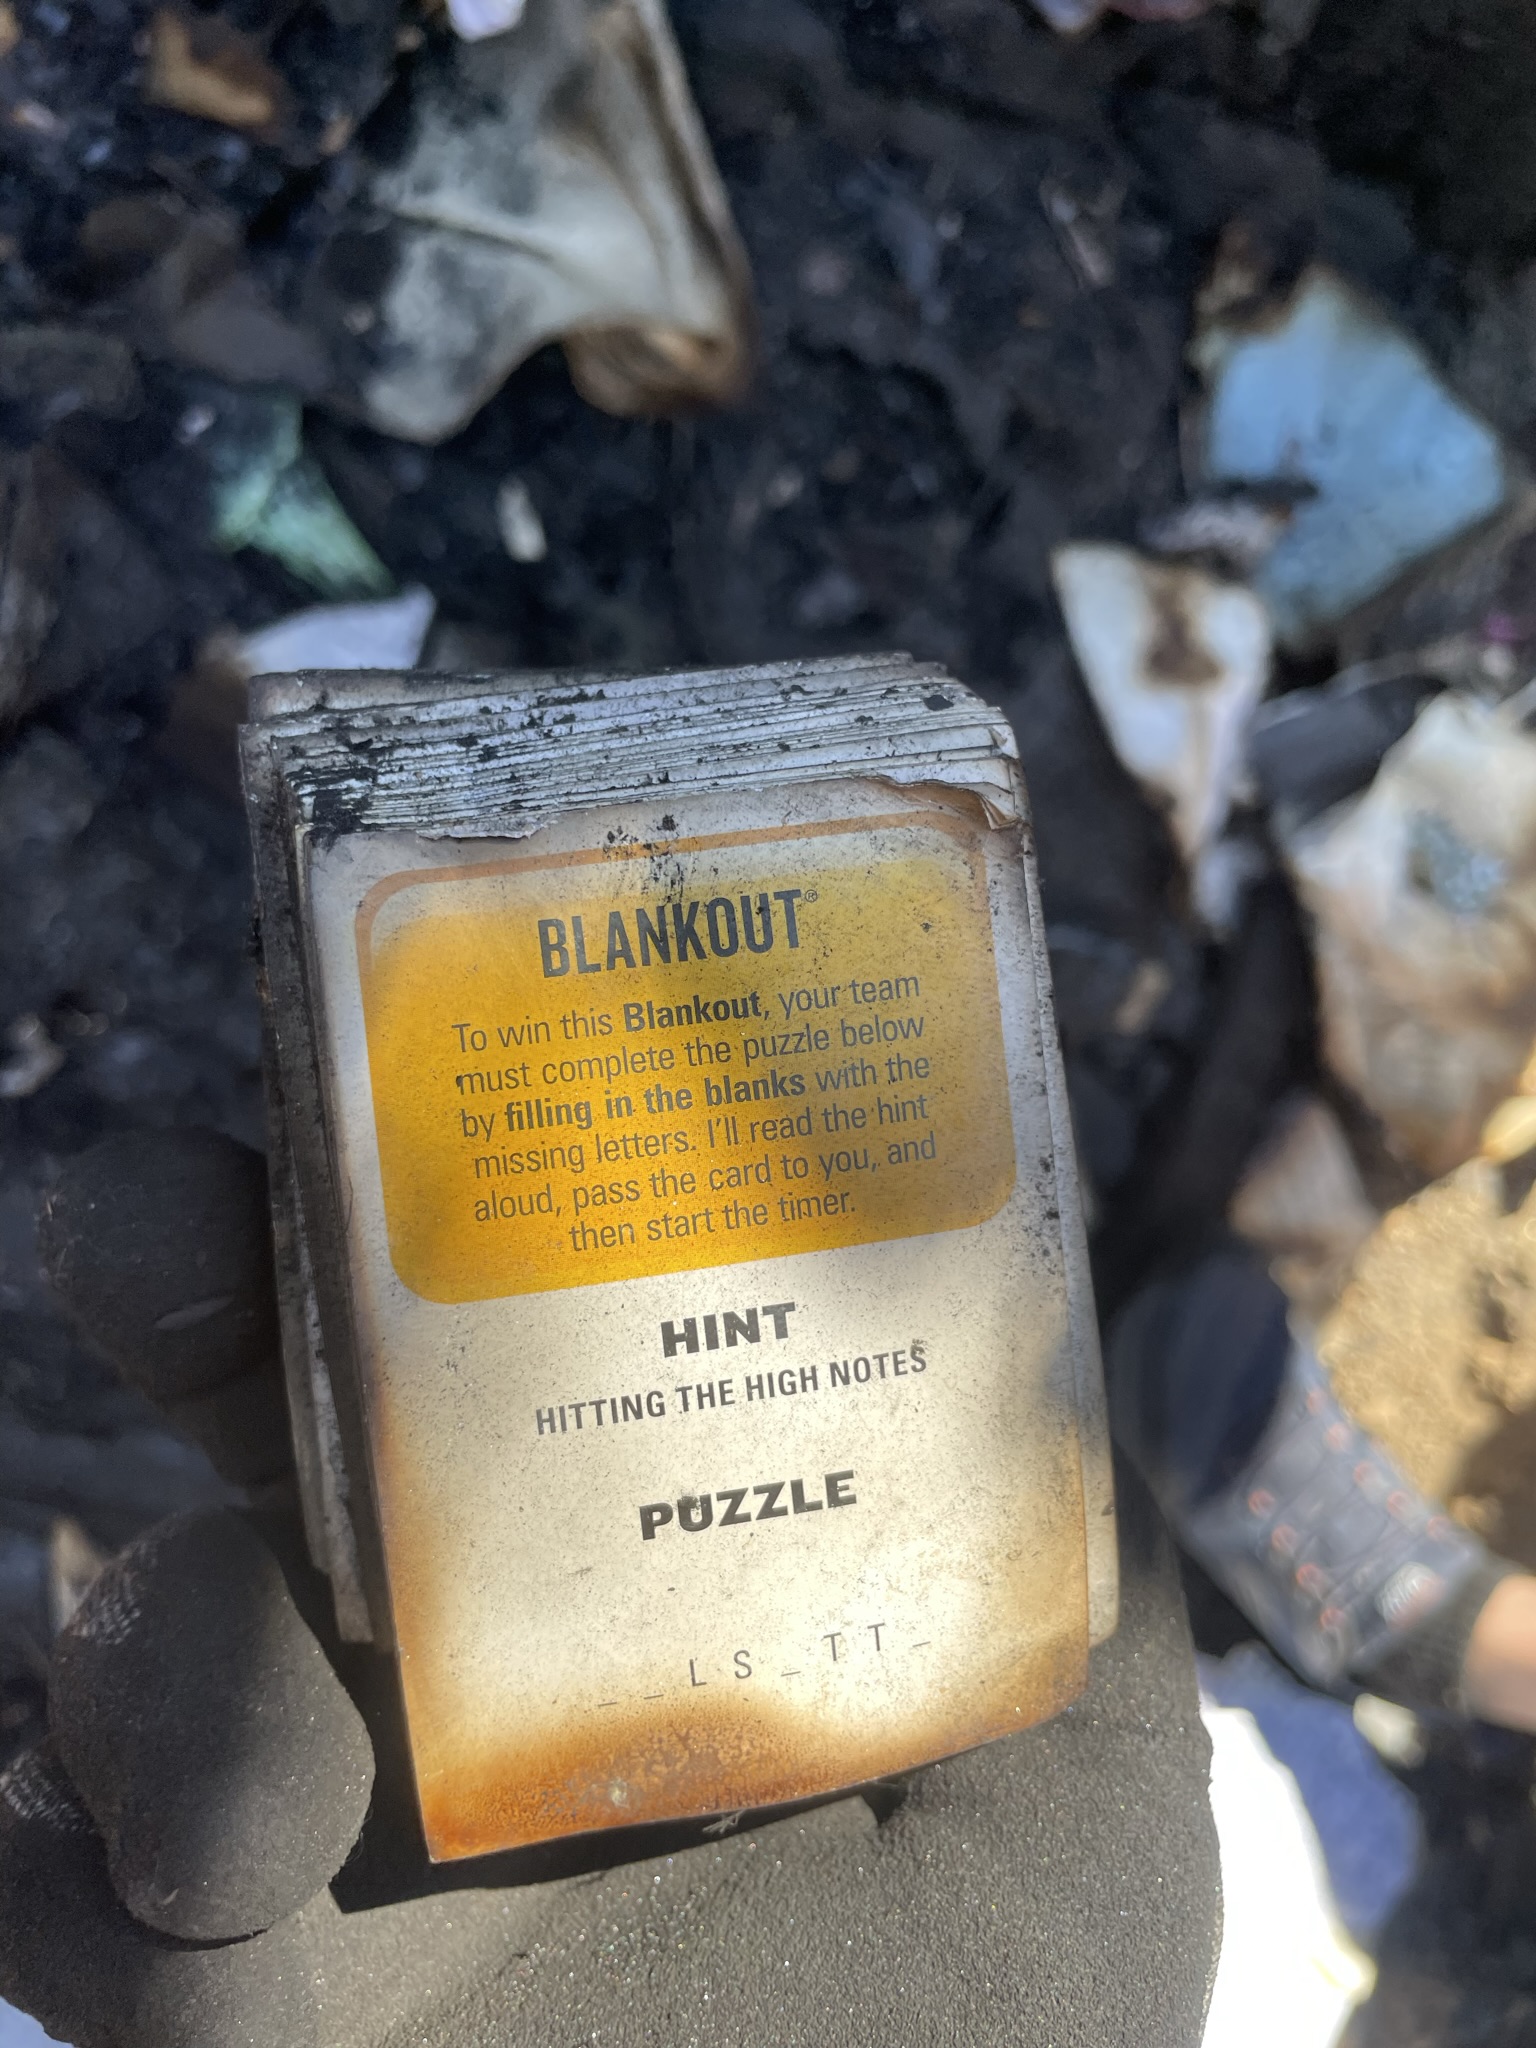 BLANKOUT®
To win this Blankout, your team
must complete the puzzle below
by filling in the blanks with the
missing letters. I'll read the hint
aloud, pass the card to you, and
then start the timer.
HINT
HITTING THE HIGH NOTES
PUZZLE
_ _ L S _ T T _